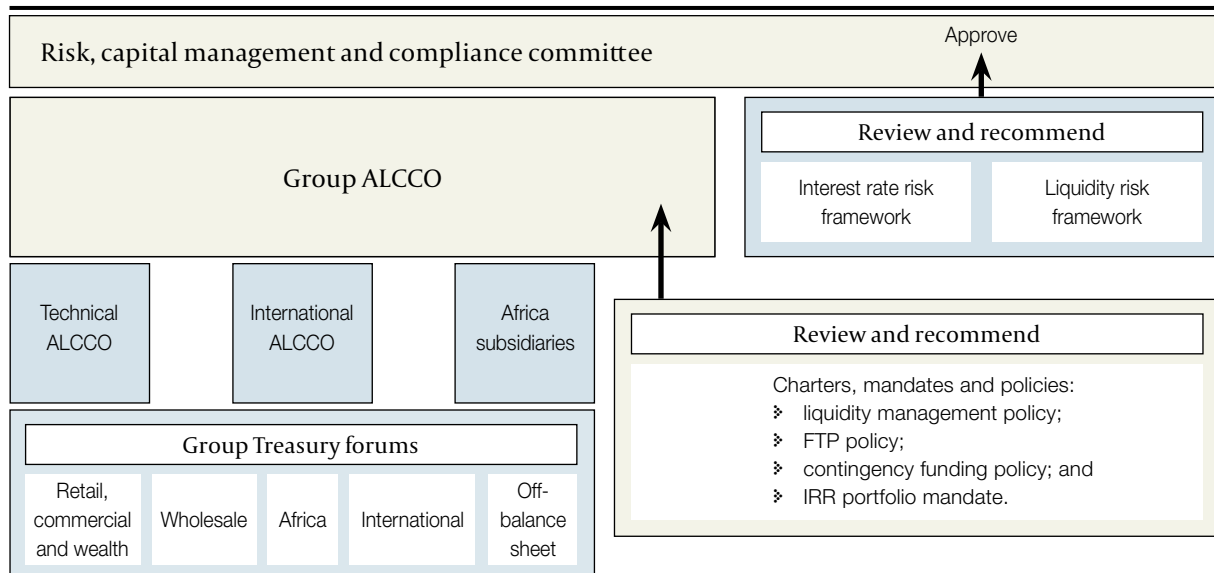 Risk, capital management and compliance committee
Approve
Group ALCCO
Review and recommend
Interest rate risk
framework
Liquidity risk
framework
Technical
ALCCO
International
ALCCO
Africa
subsidiaries
Review and recommend
Charters, mandates and policies:
liquidity management policy;
FTP policy;
contingency funding policy; and
IRR portfolio mandate.
Group Treasury forums
Retail,
commercial
and wealth
Wholesale
Africa
International
Off-
balance
sheet